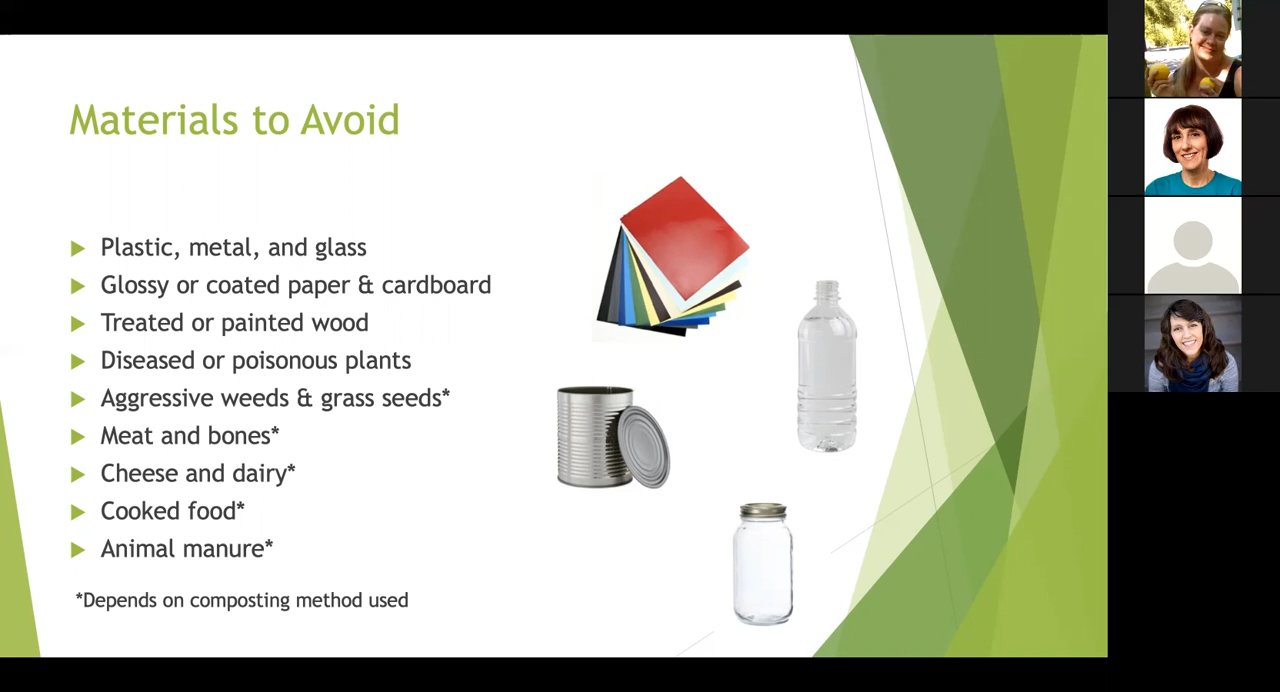 Materials to Avoid
Plastic, metal, and glass
Glossy or coated paper & cardboard
Treated or painted wood
Diseased or poisonous plants
Aggressive weeds & grass seeds*
Meat and bones*
Cheese and dairy*
Cooked food*
Animal manure*
*Depends on composting method used